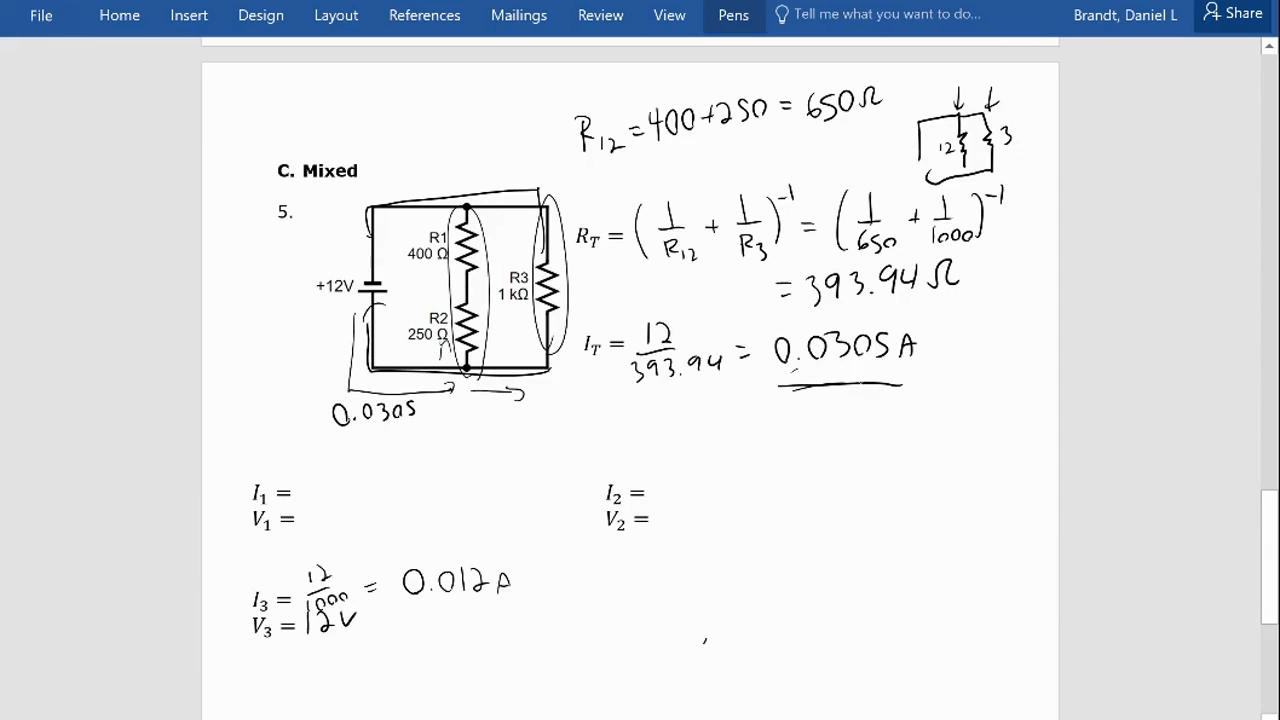 File Home Insert Design Layout References Mailings Review View Pens Tell me what you want to do... Brandt, Daniel L Share
R₁₂ = 400 + 250 = 650Ω
12 3
C. Mixed
5.
R1
400 Ω
R3
1 kΩ
+12V
R2
250 Ω
R_T = (1/R₁₂ + 1/R₃)⁻¹ = (1/650 + 1/1000)⁻¹
= 393.94 Ω
I_T = 12/393.94 = 0.0305 A
0.0305
I₁ =
V₁ =
I₂ =
V₂ =
I₃ = 12/1000 = 0.012 A
V₃ = 12V